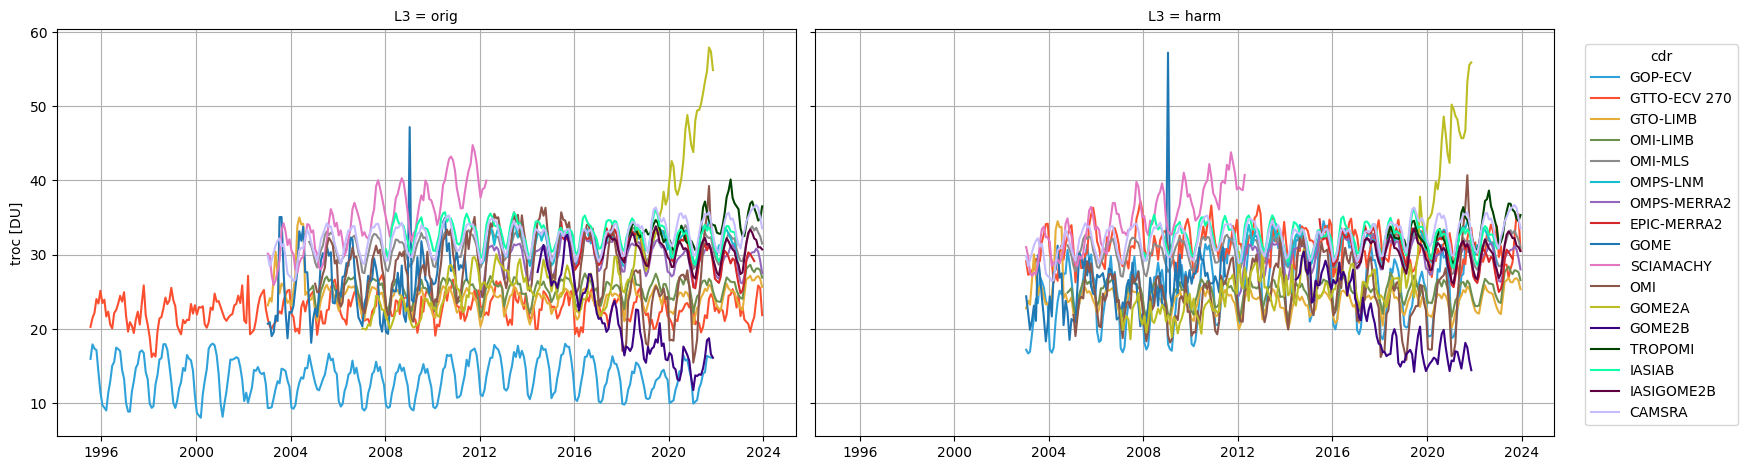 L3 = orig
L3 = harm
troc [DU]
60
50
40
30
20
10
1996
2000
2004
2008
2012
2016
2020
2024
1996
2000
2004
2008
2012
2016
2020
2024
cdr
GOP-ECV
GTTO-ECV 270
GTO-LIMB
OMI-LIMB
OMI-MLS
OMPS-LNM
OMPS-MERRA2
EPIC-MERRA2
GOME
SCIAMACHY
OMI
GOME2A
GOME2B
TROPOMI
IASIAB
IASIGOME2B
CAMSRA